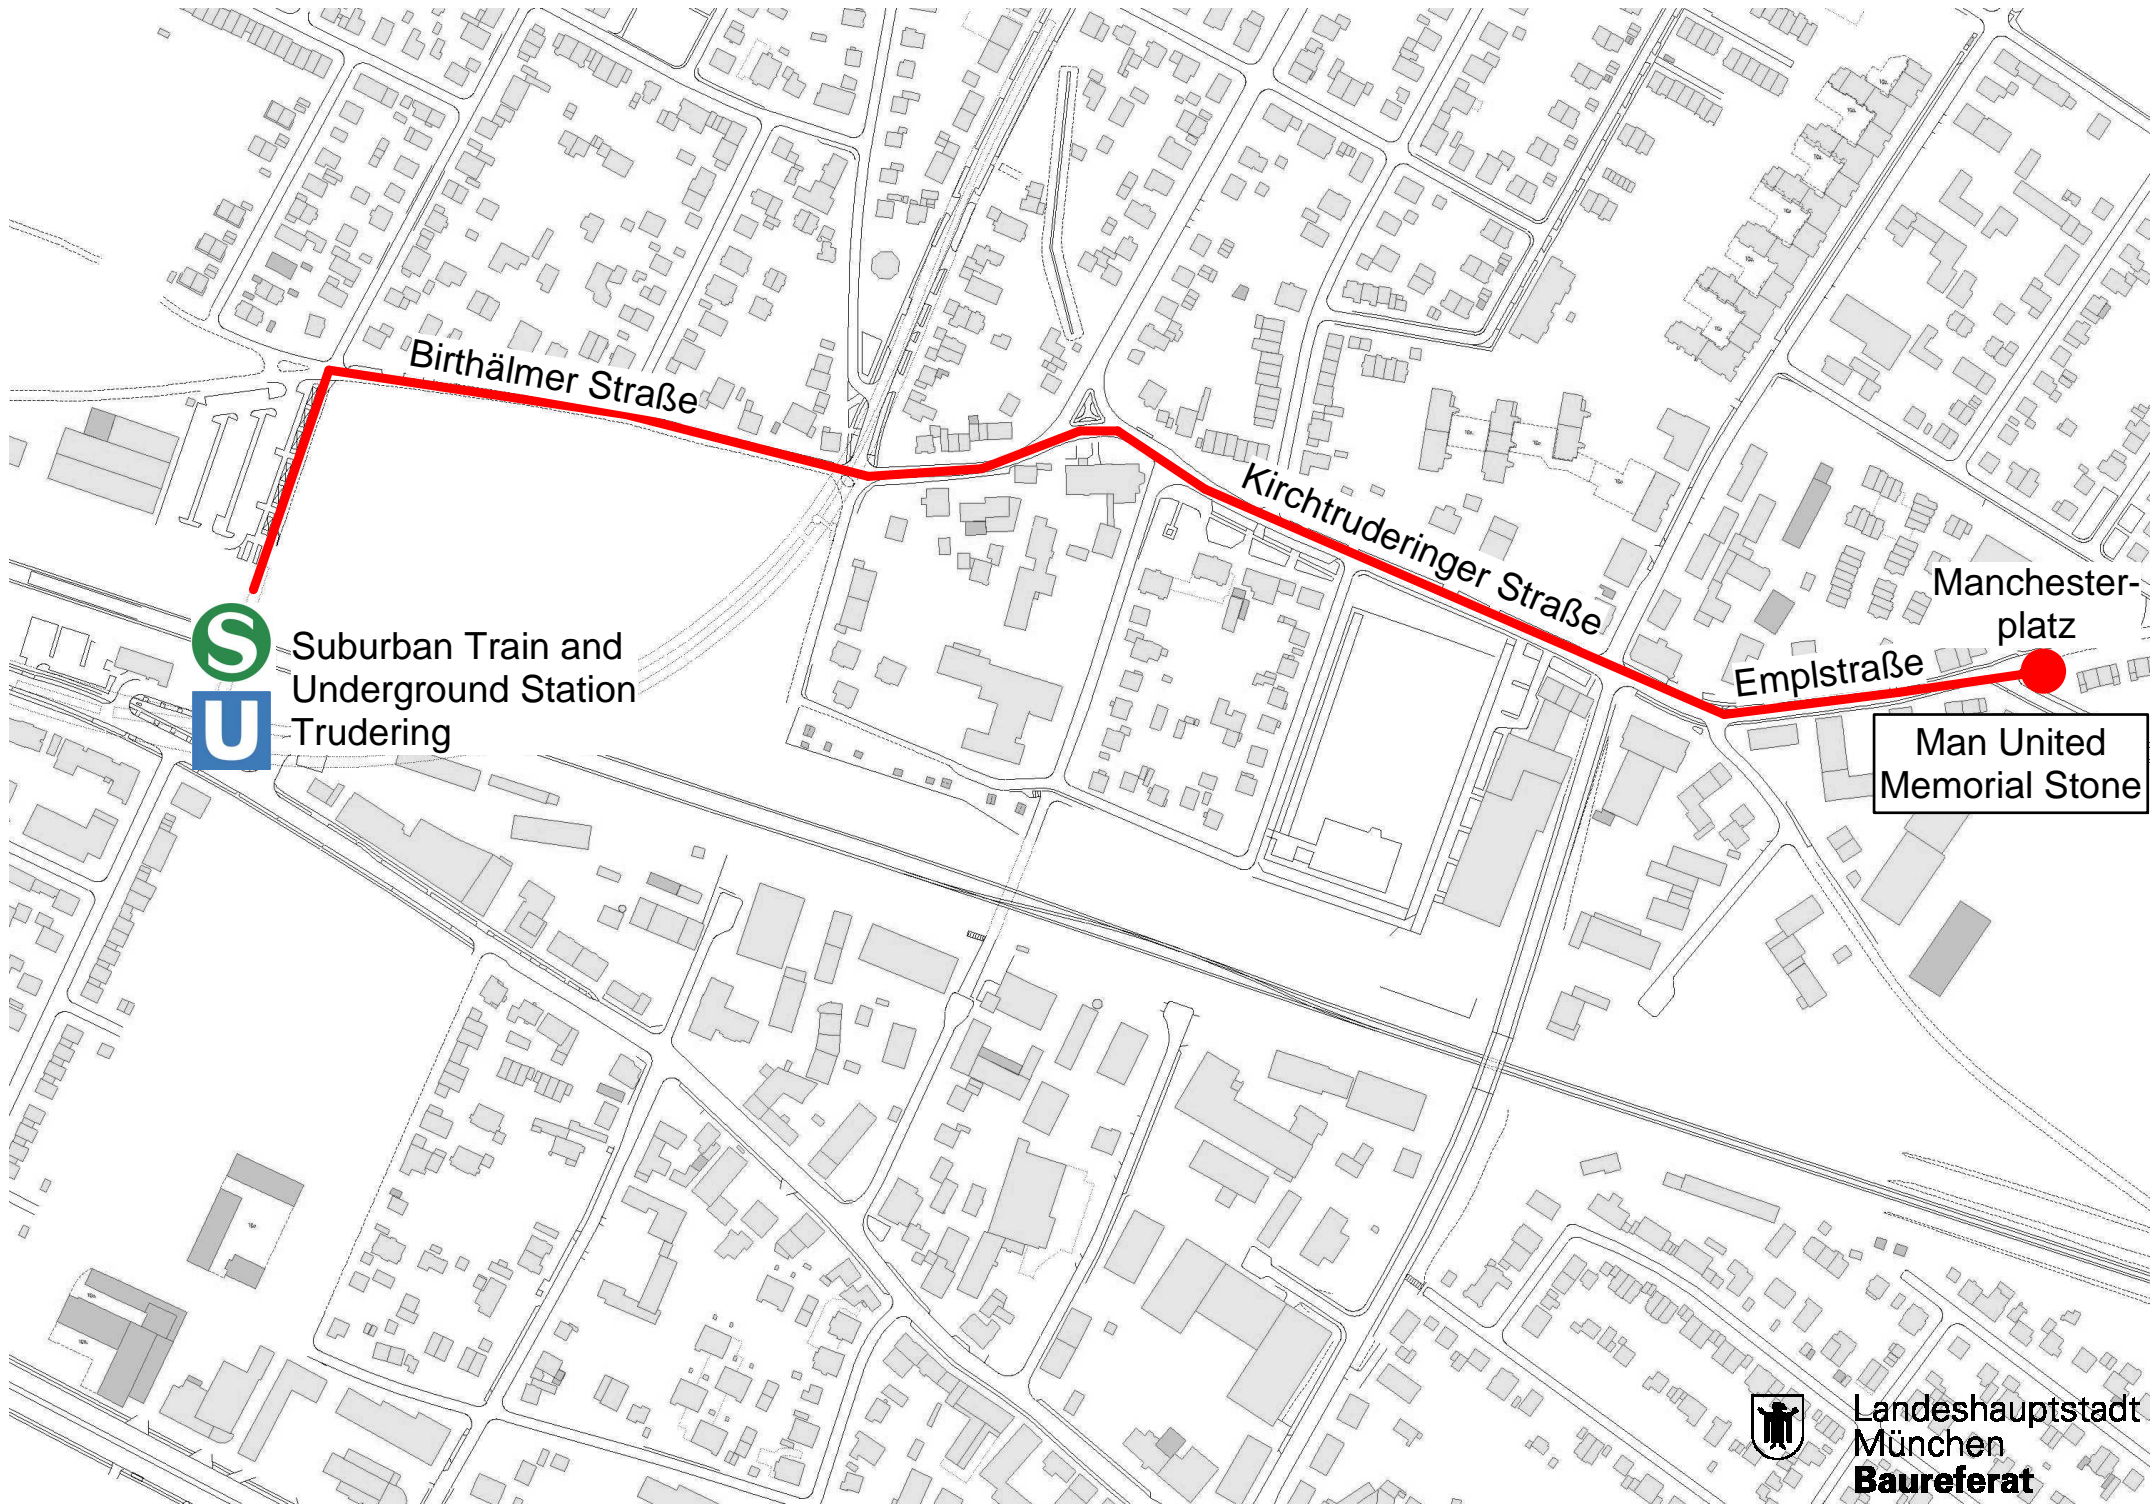 Birthälmer Straße
Kirchtruderinger Straße
Manchester-
platz
Emplstraße
S
Suburban Train and
Underground Station
Trudering
U
Man United
Memorial Stone
Landeshauptstadt
München
Baureferat